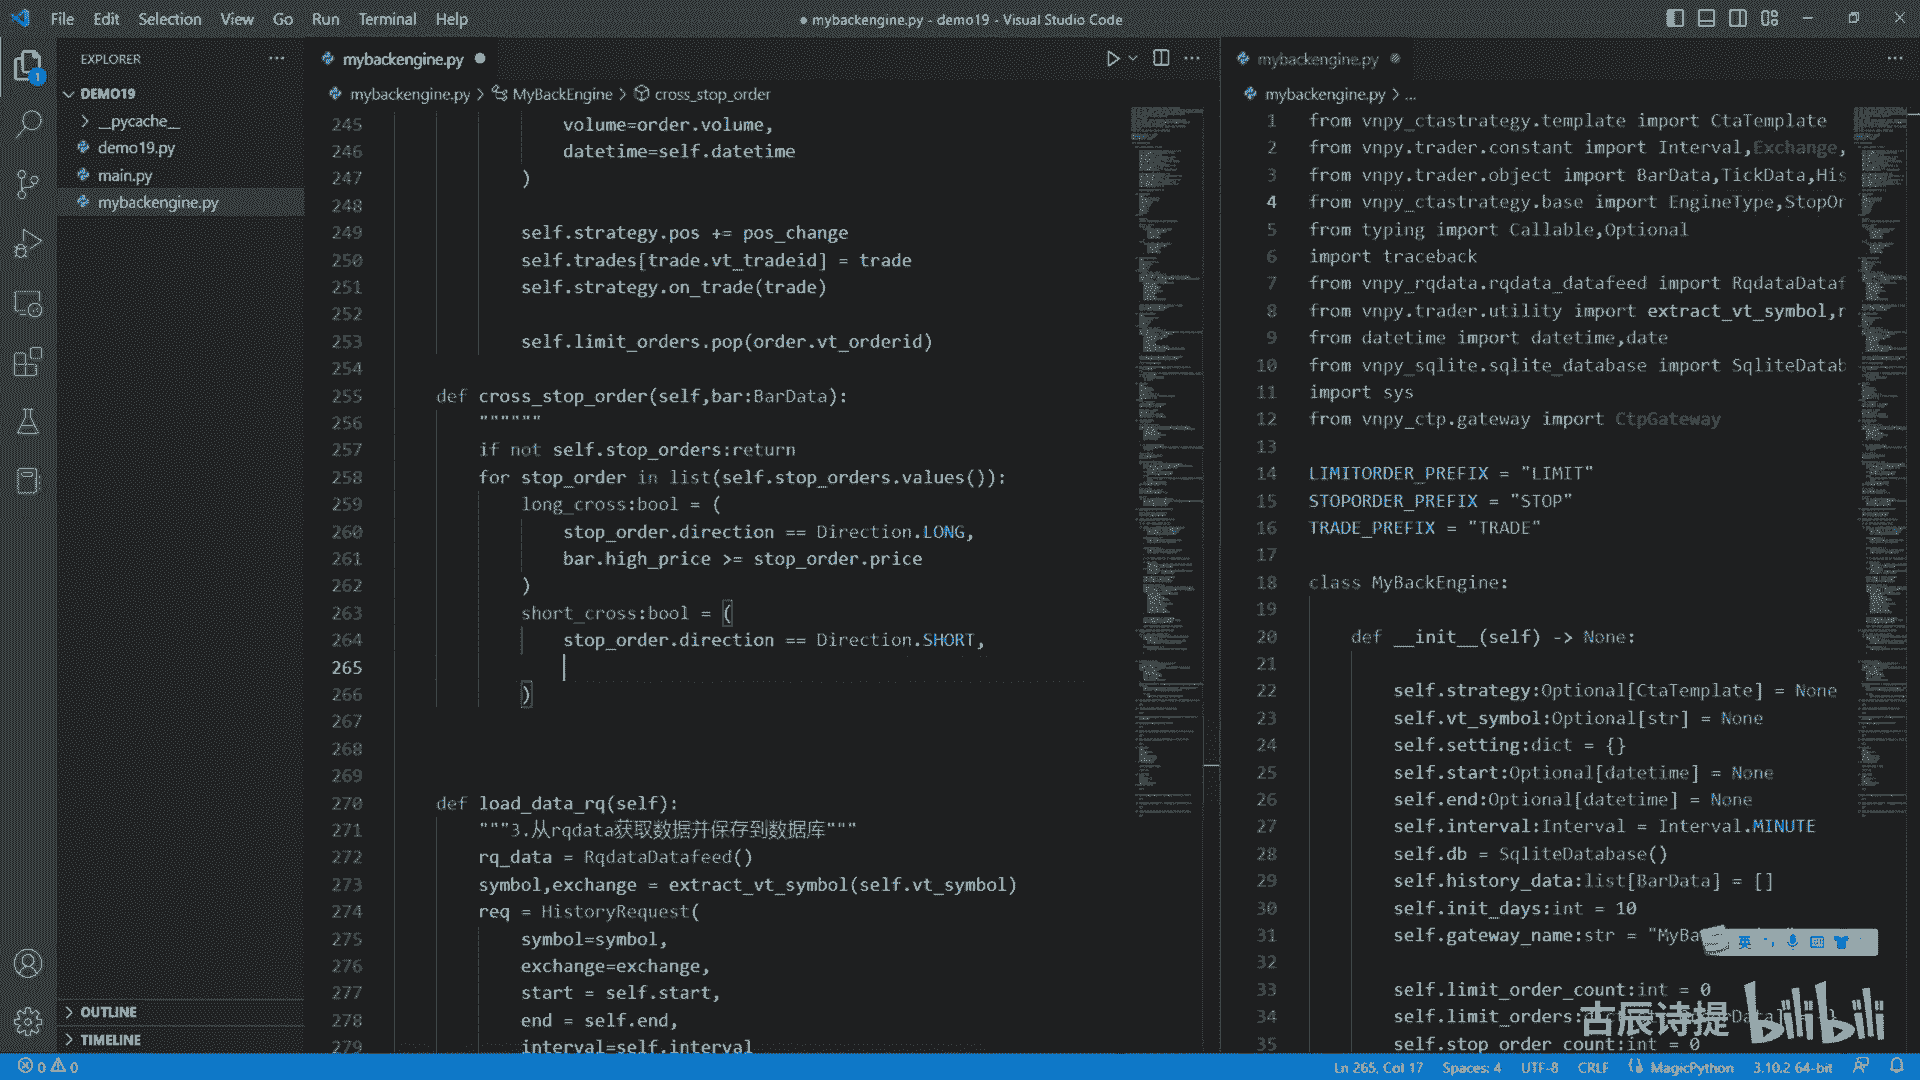 File Edit Selection View Go Run Terminal Help
● mybackengine.py - demo19 - Visual Studio Code
EXPLORER
DEMO19
__pycache__
demo19.py
main.py
mybackengine.py
OUTLINE
TIMELINE
mybackengine.py
mybackengine.py > MyBackEngine > cross_stop_order
245 volume=order.volume,
246 datetime=self.datetime
247 )
248
249 self.strategy.pos += pos_change
250 self.trades[trade.vt_tradeid] = trade
251 self.strategy.on_trade(trade)
252
253 self.limit_orders.pop(order.vt_orderid)
254
255 def cross_stop_order(self,bar:BarData):
256 """"""
257 if not self.stop_orders:return
258 for stop_order in list(self.stop_orders.values()):
259 long_cross:bool = (
260 stop_order.direction == Direction.LONG,
261 bar.high_price >= stop_order.price
262 )
263 short_cross:bool = (
264 stop_order.direction == Direction.SHORT,
265
266 )
267
268
269
270 def load_data_rq(self):
271 """3.从rqdata获取数据并保存到数据库"""
272 rq_data = RqdataDatafeed()
273 symbol,exchange = extract_vt_symbol(self.vt_symbol)
274 req = HistoryRequest(
275 symbol=symbol,
276 exchange=exchange,
277 start = self.start,
278 end = self.end,
279 interval=self.interval
mybackengine.py
mybackengine.py > ...
1 from vnpy_ctastrategy.template import CtaTemplate
2 from vnpy.trader.constant import Interval,Exchange,
3 from vnpy.trader.object import BarData,TickData,His
4 from vnpy_ctastrategy.base import EngineType,StopOr
5 from typing import Callable,Optional
6 import traceback
7 from vnpy_rqdata.rqdata_datafeed import RqdataDataf
8 from vnpy.trader.utility import extract_vt_symbol,r
9 from datetime import datetime,date
10 from vnpy_sqlite.sqlite_database import SqliteDatab
11 import sys
12 from vnpy_ctp.gateway import CtpGateway
13
14 LIMITORDER_PREFIX = "LIMIT"
15 STOPORDER_PREFIX = "STOP"
16 TRADE_PREFIX = "TRADE"
17
18 class MyBackEngine:
19
20 def __init__(self) -> None:
21
22 self.strategy:Optional[CtaTemplate] = None
23 self.vt_symbol:Optional[str] = None
24 self.setting:dict = {}
25 self.start:Optional[datetime] = None
26 self.end:Optional[datetime] = None
27 self.interval:Interval = Interval.MINUTE
28 self.db = SqliteDatabase()
29 self.history_data:list[BarData] = []
30 self.init_days:int = 10
31 self.gateway_name:str = "MyBa
32
33 self.limit_order_count:int = 0
34 self.limit_orders:
35 self.stop_order_count:int = 0
英
古辰诗提 bilibili
0 0
Ln 265, Col 17 Spaces: 4 UTF-8 CRLF MagicPython 3.10.2 64-bit